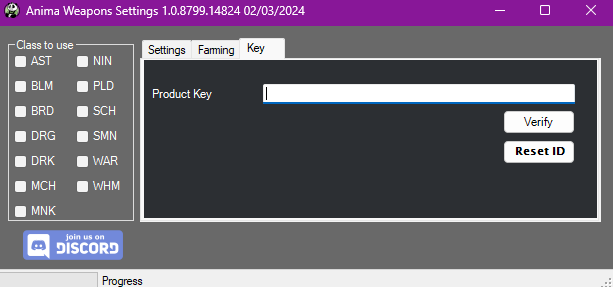 Anima Weapons Settings 1.0.8799.14824 02/03/2024
Class to use
AST NIN
BLM PLD
BRD SCH
DRG SMN
DRK WAR
MCH WHM
MNK
Settings Farming Key
Product Key
Verify
Reset ID
join us on
DISCORD
Progress